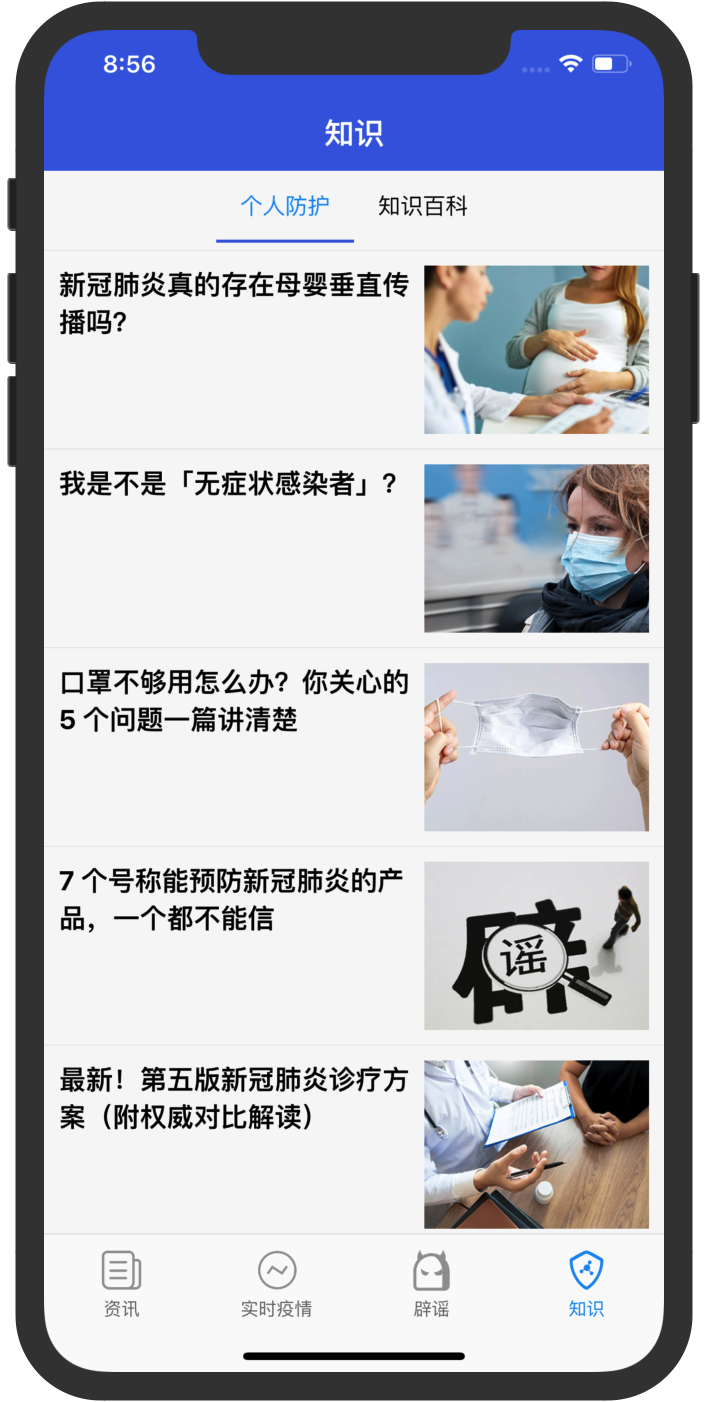 8:56
知识
个人防护 知识百科
新冠肺炎真的存在母婴垂直传
播吗？
我是不是「无症状感染者」？
口罩不够用怎么办？你关心的
5 个问题一篇讲清楚
7 个号称能预防新冠肺炎的产
品，一个都不能信
辟
谣
最新！第五版新冠肺炎诊疗方
案（附权威对比解读）
资讯 实时疫情 辟谣 知识